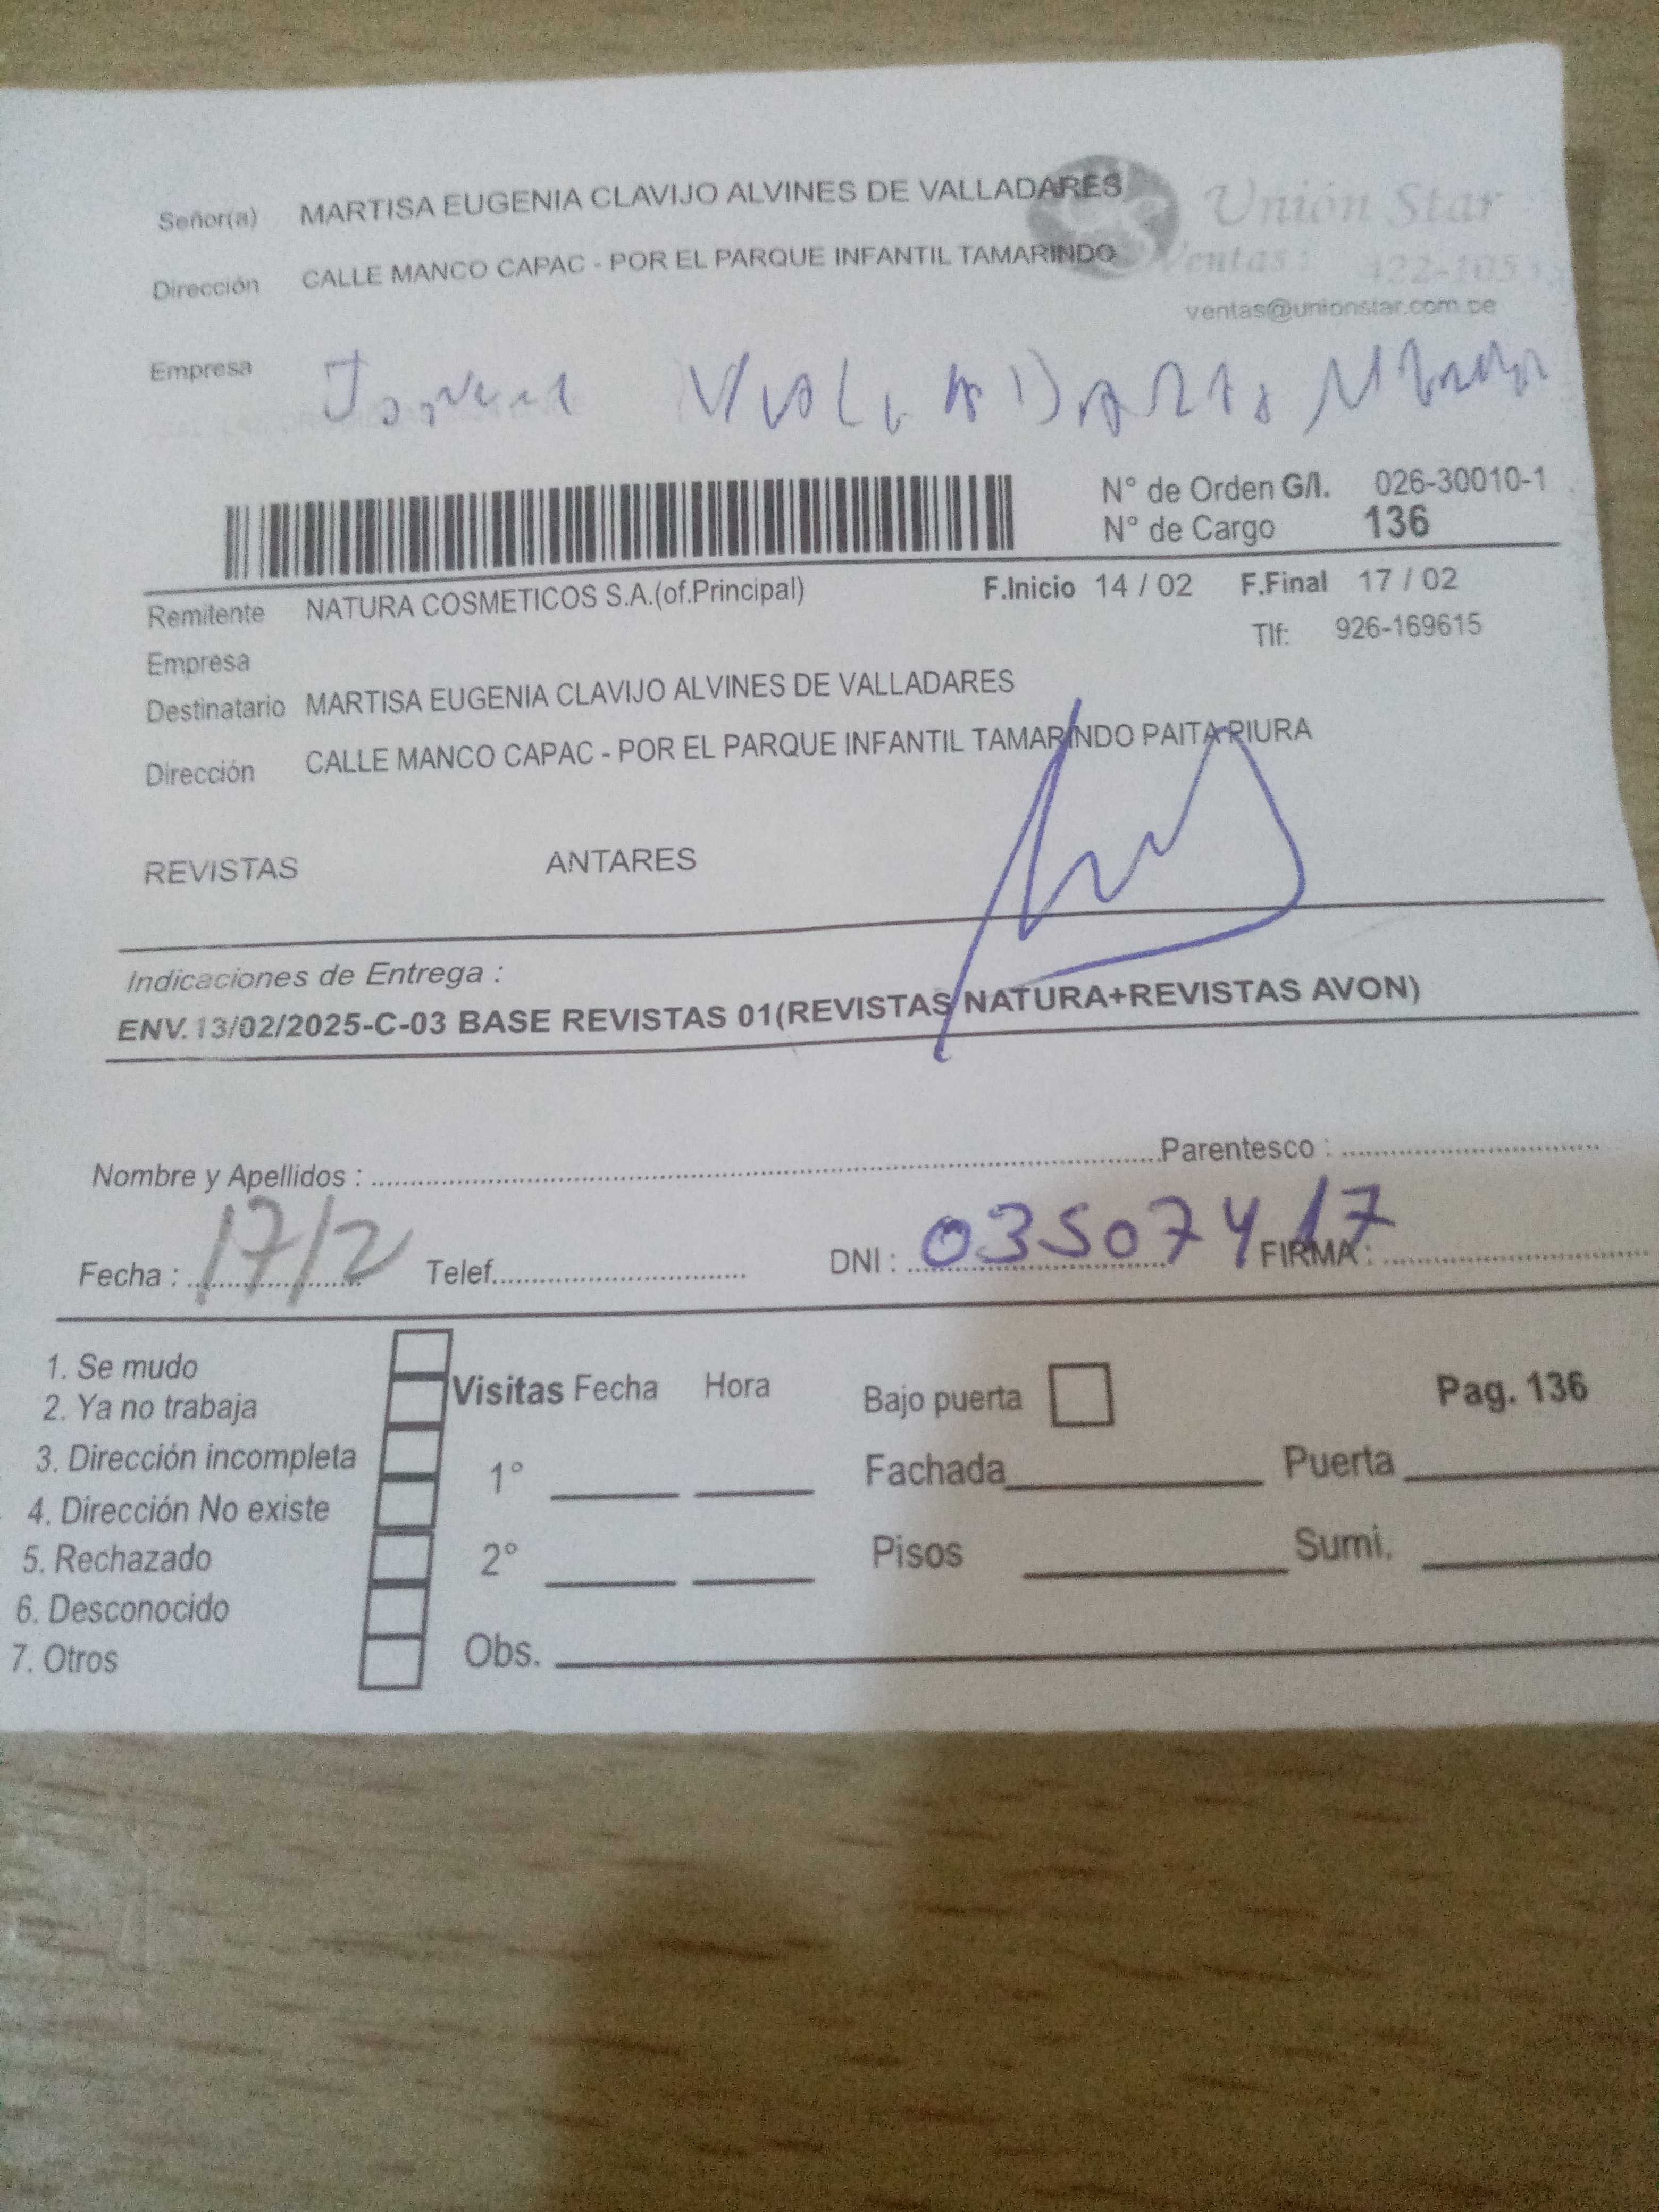 Señor(a) MARTISA EUGENIA CLAVIJO ALVINES DE VALLADARES
Unión Star
Dirección CALLE MANCO CAPAC - POR EL PARQUE INFANTIL TAMARINDO
Ventas: 422-105
ventas@unionstar.com.pe
Empresa
N° de Orden G/I. 026-30010-1
N° de Cargo 136
Remitente NATURA COSMETICOS S.A.(of.Principal) F.Inicio 14 / 02 F.Final 17 / 02
Tlf: 926-169615
Empresa
Destinatario MARTISA EUGENIA CLAVIJO ALVINES DE VALLADARES
Dirección CALLE MANCO CAPAC - POR EL PARQUE INFANTIL TAMARINDO PAITA PIURA
REVISTAS ANTARES
Indicaciones de Entrega :
ENV.13/02/2025-C-03 BASE REVISTAS 01(REVISTAS NATURA+REVISTAS AVON)
Nombre y Apellidos : Parentesco :
Fecha : 17/2 Telef. DNI : 03507417 FIRMA :
1. Se mudo
2. Ya no trabaja
3. Dirección incompleta
4. Dirección No existe
5. Rechazado
6. Desconocido
7. Otros
Visitas Fecha Hora
1°
2°
Obs.
Bajo puerta Pag. 136
Fachada Puerta
Pisos Sumi.